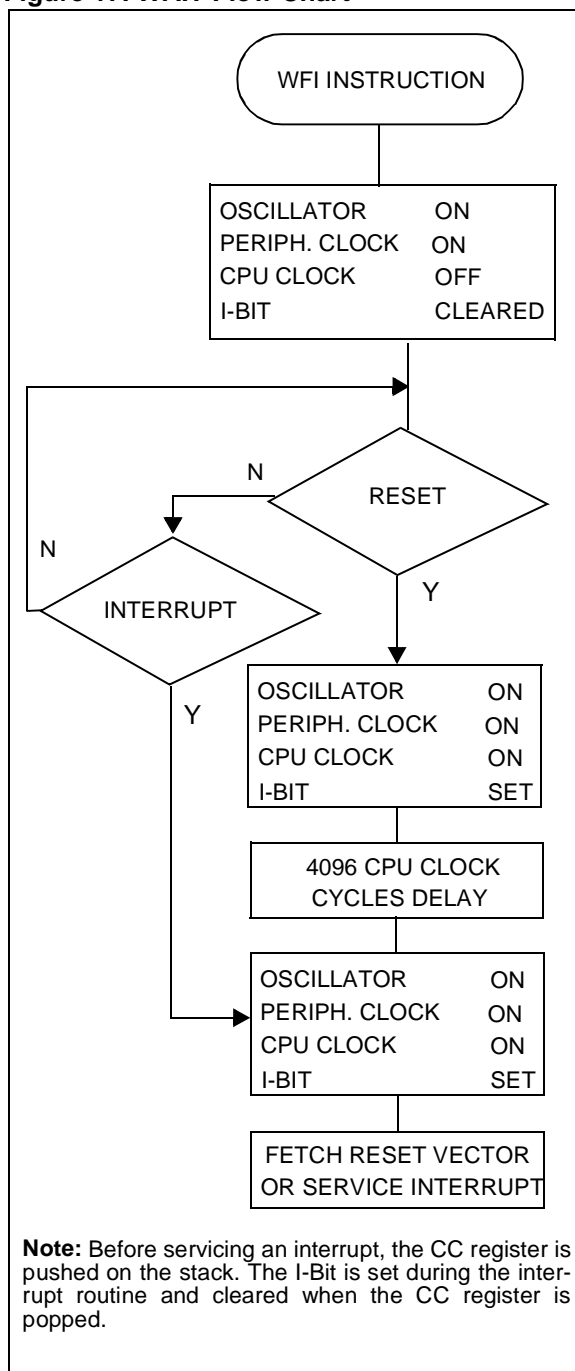 WFI INSTRUCTION
OSCILLATOR ON
PERIPH. CLOCK ON
CPU CLOCK OFF
I-BIT CLEARED
N
RESET
N
INTERRUPT
Y
Y
OSCILLATOR ON
PERIPH. CLOCK ON
CPU CLOCK ON
I-BIT SET
4096 CPU CLOCK
CYCLES DELAY
OSCILLATOR ON
PERIPH. CLOCK ON
CPU CLOCK ON
I-BIT SET
FETCH RESET VECTOR
OR SERVICE INTERRUPT
Note: Before servicing an interrupt, the CC register is
pushed on the stack. The I-Bit is set during the inter-
rupt routine and cleared when the CC register is
popped.